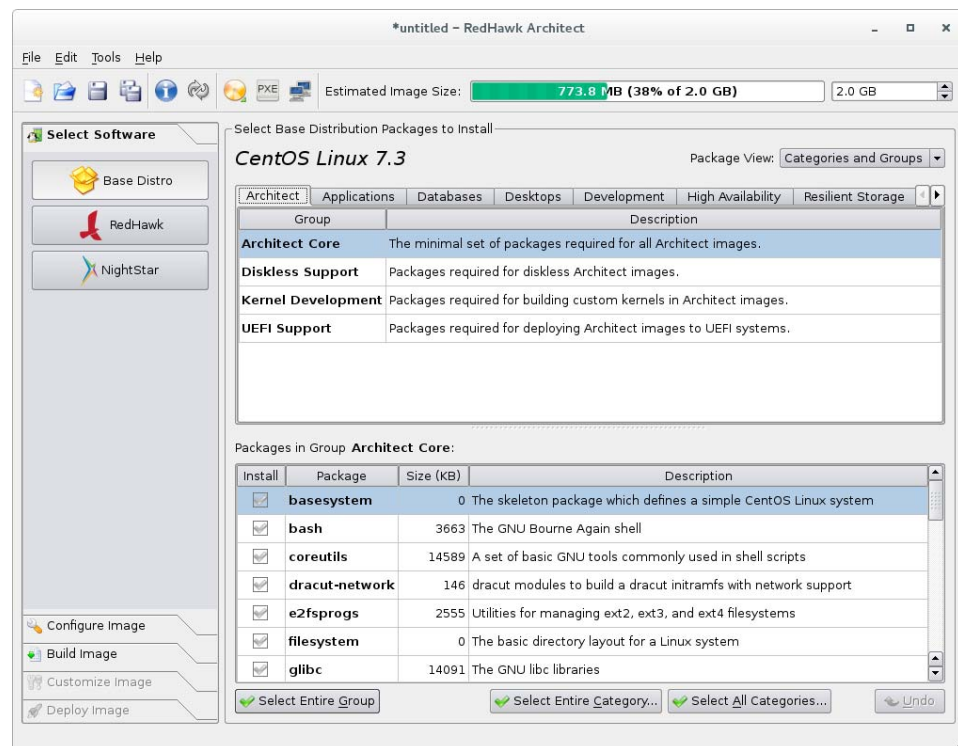 *untitled – RedHawk Architect
File Edit Tools Help
PXE
Estimated Image Size:
773.8 MB (38% of 2.0 GB)
2.0 GB
Select Software
Base Distro
RedHawk
NightStar
Configure Image
Build Image
Customize Image
Deploy Image
Select Base Distribution Packages to Install
CentOS Linux 7.3
Package View: Categories and Groups
Architect Applications Databases Desktops Development High Availability Resilient Storage
Group Description
Architect Core The minimal set of packages required for all Architect images.
Diskless Support Packages required for diskless Architect images.
Kernel Development Packages required for building custom kernels in Architect images.
UEFI Support Packages required for deploying Architect images to UEFI systems.
Packages in Group Architect Core:
Install Package Size (KB) Description
basesystem 0 The skeleton package which defines a simple CentOS Linux system
bash 3663 The GNU Bourne Again shell
coreutils 14589 A set of basic GNU tools commonly used in shell scripts
dracut-network 146 dracut modules to build a dracut initramfs with network support
e2fsprogs 2555 Utilities for managing ext2, ext3, and ext4 filesystems
filesystem 0 The basic directory layout for a Linux system
glibc 14091 The GNU libc libraries
Select Entire Group Select Entire Category... Select All Categories... Undo